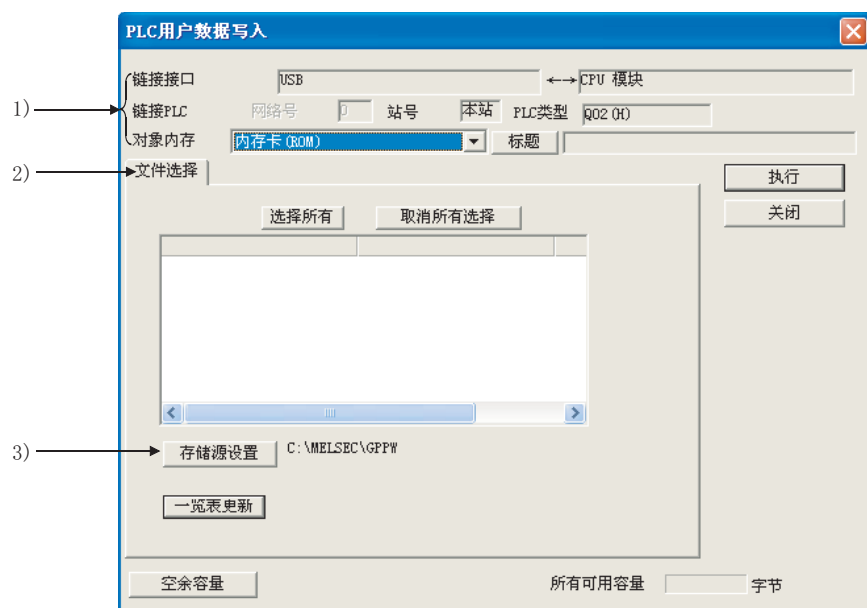 PLC用户数据写入
链接接口 USB ←→ CPU 模块
1) 链接PLC 网络号 0 站号 本站 PLC类型 Q02(H)
对象内存 内存卡(ROM) 标题
2) 文件选择
执行
选择所有 取消所有选择 关闭
3) 存储源设置 C:\MELSEC\GPPW
一览表更新
空余容量 所有可用容量 字节